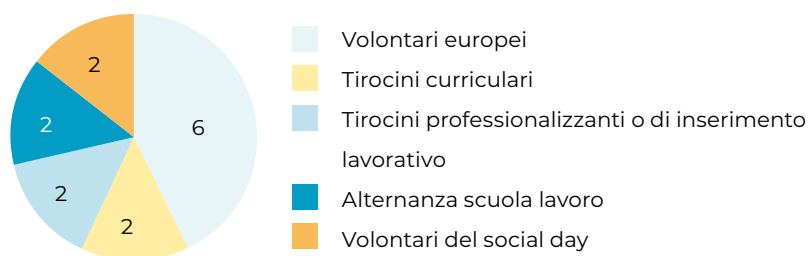 2
6
2
2
2
Volontari europei
Tirocini curriculari
Tirocini professionalizzanti o di inserimento
lavorativo
Alternanza scuola lavoro
Volontari del social day